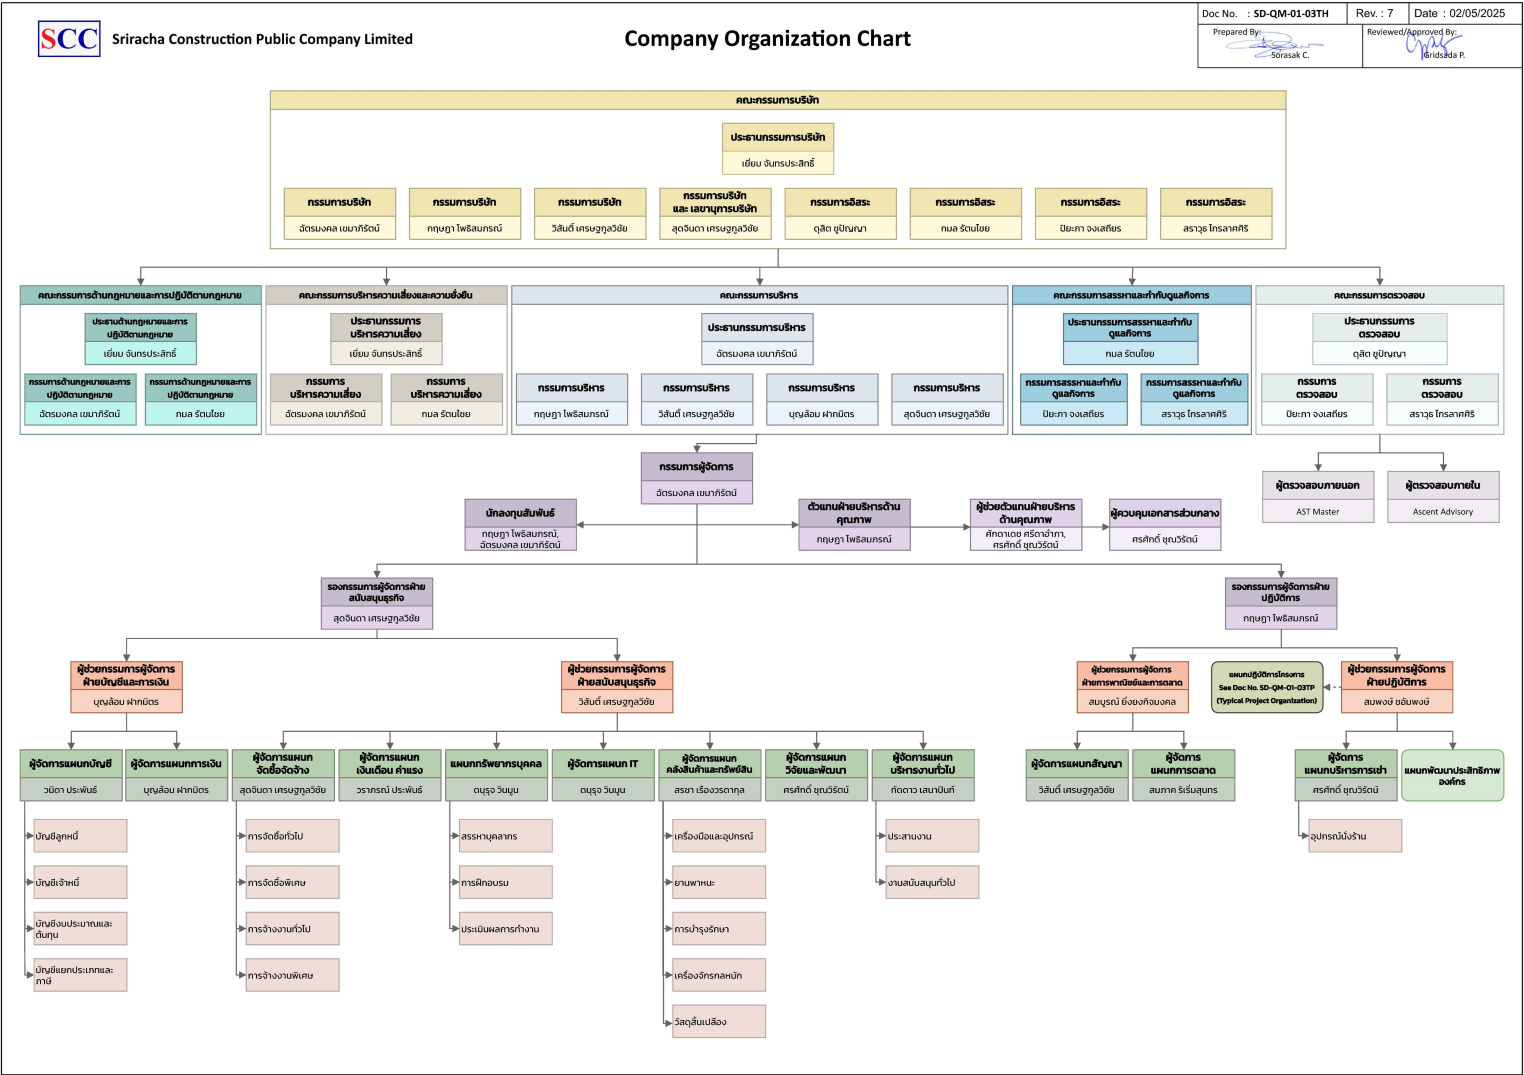 SCC
Sriracha Construction Public Company Limited
Company Organization Chart
Doc No. : SD-QM-01-03TH
Rev. : 7
Date : 02/05/2025
Prepared By:
Sorasak C.
Reviewed/Approved By:
Gridsada P.
คณะกรรมการบริษัท
ประธานกรรมการบริษัท
เยี่ยม จันทรประสิทธิ์
กรรมการบริษัท
ฉัตรมงคล เขมาภิรัตน์
กรรมการบริษัท
กฤษฎา โพธิสมภรณ์
กรรมการบริษัท
วิสันต์ เศรษฐกูลวิชัย
กรรมการบริษัท
และ เลขานุการบริษัท
สุดจินดา เศรษฐกูลวิชัย
กรรมการอิสระ
ดุสิต ชูปัญญา
กรรมการอิสระ
กมล รัตนไชย
กรรมการอิสระ
ปิยะภา จงเสถียร
กรรมการอิสระ
สราวุธ ไกรลาศศิริ
คณะกรรมการด้านกฎหมายและการปฏิบัติตามกฎหมาย
ประธานด้านกฎหมายและการ
ปฏิบัติตามกฎหมาย
เยี่ยม จันทรประสิทธิ์
กรรมการด้านกฎหมายและการ
ปฏิบัติตามกฎหมาย
ฉัตรมงคล เขมาภิรัตน์
กรรมการด้านกฎหมายและการ
ปฏิบัติตามกฎหมาย
กมล รัตนไชย
คณะกรรมการบริหารความเสี่ยงและความยั่งยืน
ประธานกรรมการ
บริหารความเสี่ยง
เยี่ยม จันทรประสิทธิ์
กรรมการ
บริหารความเสี่ยง
ฉัตรมงคล เขมาภิรัตน์
กรรมการ
บริหารความเสี่ยง
กมล รัตนไชย
คณะกรรมการบริหาร
ประธานกรรมการบริหาร
ฉัตรมงคล เขมาภิรัตน์
กรรมการบริหาร
กฤษฎา โพธิสมภรณ์
กรรมการบริหาร
วิสันต์ เศรษฐกูลวิชัย
กรรมการบริหาร
บุญล้อม ฝากมิตร
กรรมการบริหาร
สุดจินดา เศรษฐกูลวิชัย
คณะกรรมการสรรหาและกำกับดูแลกิจการ
ประธานกรรมการสรรหาและกำกับ
ดูแลกิจการ
กมล รัตนไชย
กรรมการสรรหาและกำกับ
ดูแลกิจการ
ปิยะภา จงเสถียร
กรรมการสรรหาและกำกับ
ดูแลกิจการ
สราวุธ ไกรลาศศิริ
คณะกรรมการตรวจสอบ
ประธานกรรมการ
ตรวจสอบ
ดุสิต ชูปัญญา
กรรมการ
ตรวจสอบ
ปิยะภา จงเสถียร
กรรมการ
ตรวจสอบ
สราวุธ ไกรลาศศิริ
กรรมการผู้จัดการ
ฉัตรมงคล เขมาภิรัตน์
ผู้ตรวจสอบภายนอก
AST Master
ผู้ตรวจสอบภายใน
Ascent Advisory
นักลงทุนสัมพันธ์
กฤษฎา โพธิสมภรณ์,
ฉัตรมงคล เขมาภิรัตน์
ตัวแทนฝ่ายบริหารด้าน
คุณภาพ
กฤษฎา โพธิสมภรณ์
ผู้ช่วยตัวแทนฝ่ายบริหาร
ด้านคุณภาพ
ศักดาเดช ศรีดาอำภา,
ศรศักดิ์ ชุณวิรัตน์
ผู้ควบคุมเอกสารส่วนกลาง
ศรศักดิ์ ชุณวิรัตน์
รองกรรมการผู้จัดการฝ่าย
สนับสนุนธุรกิจ
สุดจินดา เศรษฐกูลวิชัย
รองกรรมการผู้จัดการฝ่าย
ปฏิบัติการ
กฤษฎา โพธิสมภรณ์
ผู้ช่วยกรรมการผู้จัดการ
ฝ่ายบัญชีและการเงิน
บุญล้อม ฝากมิตร
ผู้ช่วยกรรมการผู้จัดการ
ฝ่ายสนับสนุนธุรกิจ
วิสันต์ เศรษฐกูลวิชัย
ผู้ช่วยกรรมการผู้จัดการ
ฝ่ายการพาณิชย์และการตลาด
สมบูรณ์ ยิ่งยงกิจมงคล
แผนกปฏิบัติการโครงการ
See Doc No. SD-QM-01-03TP
(Typical Project Organization)
ผู้ช่วยกรรมการผู้จัดการ
ฝ่ายปฏิบัติการ
สมพงษ์ ชอัมพงษ์
ผู้จัดการแผนกบัญชี
วนิดา ประพันธ์
ผู้จัดการแผนกการเงิน
บุญล้อม ฝากมิตร
ผู้จัดการแผนก
จัดซื้อจัดจ้าง
สุดจินดา เศรษฐกูลวิชัย
ผู้จัดการแผนก
เงินเดือน ค่าแรง
วราภรณ์ ประพันธ์
แผนกทรัพยากรบุคคล
ดนุรุจ วินมูน
ผู้จัดการแผนก IT
ดนุรุจ วินมูน
ผู้จัดการแผนก
คลังสินค้าและทรัพย์สิน
สรชา เรืองวรดากุล
ผู้จัดการแผนก
วิจัยและพัฒนา
ศรศักดิ์ ชุณวิรัตน์
ผู้จัดการแผนก
บริหารงานทั่วไป
ทัดดาว เสนาปินท์
ผู้จัดการแผนกสัญญา
วิสันต์ เศรษฐกูลวิชัย
ผู้จัดการ
แผนกการตลาด
สมภาค ริเริ่มสุนทร
ผู้จัดการ
แผนกบริหารการเช่า
ศรศักดิ์ ชุณวิรัตน์
แผนกพัฒนาประสิทธิภาพ
องค์กร
บัญชีลูกหนี้
การจัดซื้อทั่วไป
สรรหาบุคลากร
เครื่องมือและอุปกรณ์
ประสานงาน
อุปกรณ์นั่งร้าน
บัญชีเจ้าหนี้
การจัดซื้อพิเศษ
การฝึกอบรม
ยานพาหนะ
งานสนับสนุนทั่วไป
บัญชีงบประมาณและ
ต้นทุน
การจ้างงานทั่วไป
ประเมินผลการทำงาน
การบำรุงรักษา
บัญชีแยกประเภทและ
ภาษี
การจ้างงานพิเศษ
เครื่องจักรกลหนัก
วัสดุสิ้นเปลือง